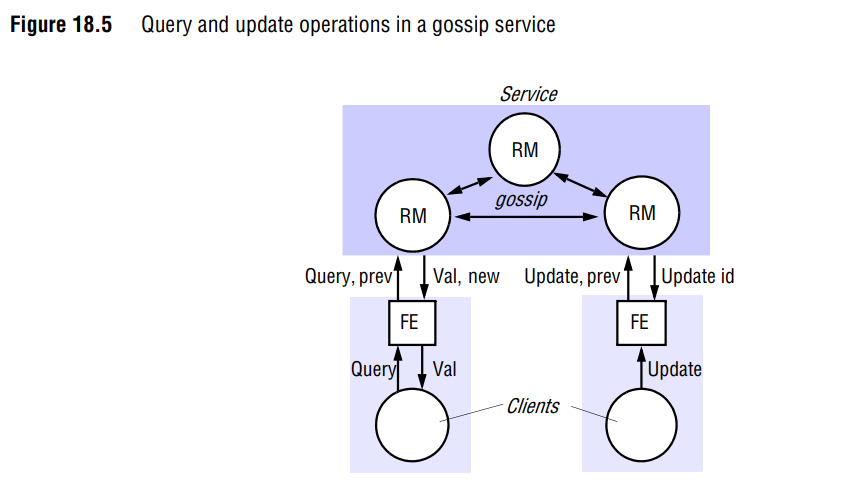 Figure 18.5 Query and update operations in a gossip service
Service
RM
gossip
RM
RM
Query, prev
Val, new
Update, prev
Update id
FE
FE
Query
Val
Update
Clients